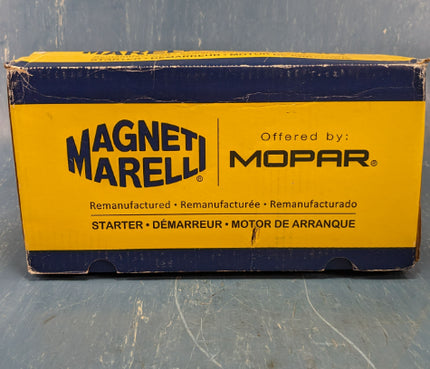 MAGNETI
MARELLI®
Offered by:
MOPAR®
Remanufactured • Remanufacturée • Remanufacturado
STARTER • DÉMARREUR • MOTOR DE ARRANQUE